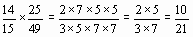 14/15 × 25/49 = 2×7×5×5/3×5×7×7 = 2×5/3×7 = 10/21